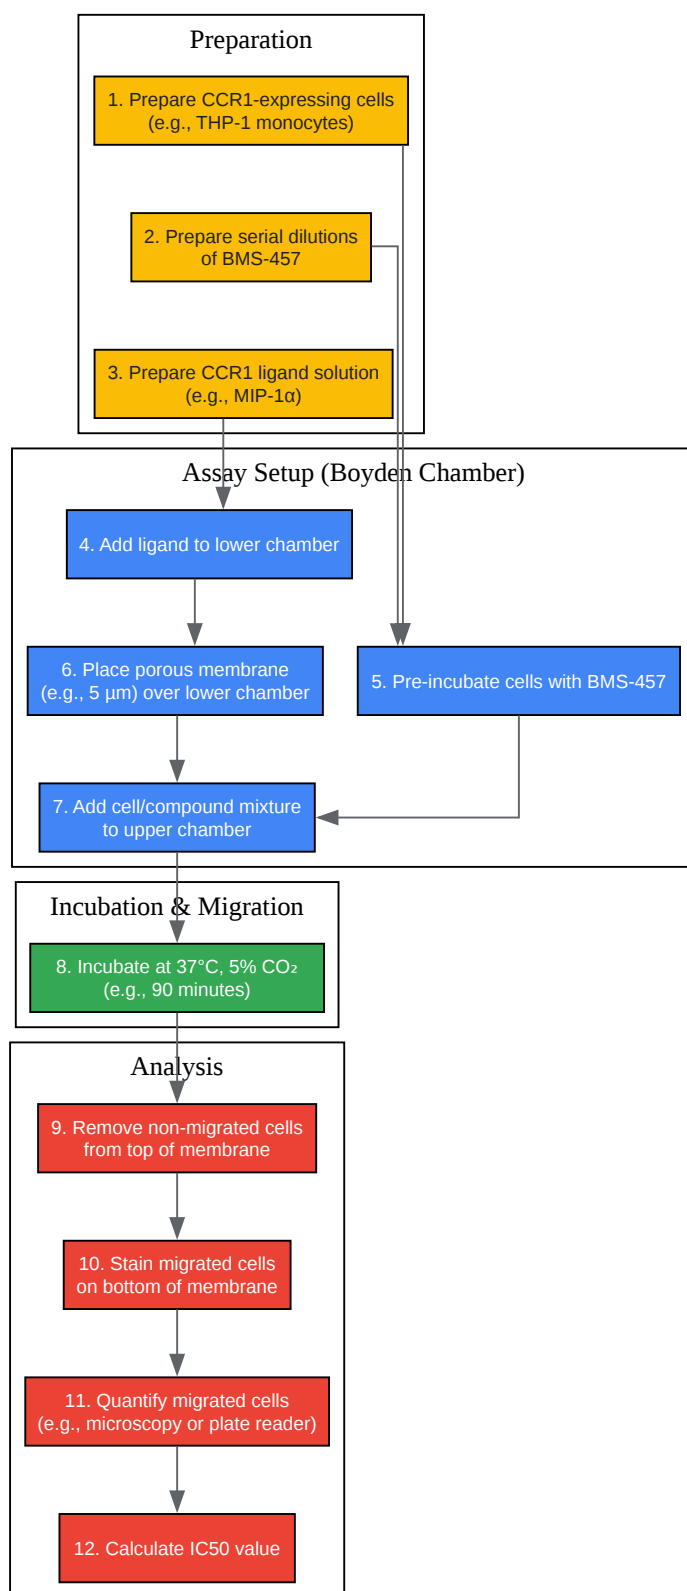 Preparation
1. Prepare CCR1-expressing cells
(e.g., THP-1 monocytes)
2. Prepare serial dilutions
of BMS-457
3. Prepare CCR1 ligand solution
(e.g., MIP-1α)
Assay Setup (Boyden Chamber)
4. Add ligand to lower chamber
6. Place porous membrane
(e.g., 5 µm) over lower chamber
5. Pre-incubate cells with BMS-457
7. Add cell/compound mixture
to upper chamber
Incubation & Migration
8. Incubate at 37°C, 5% CO₂
(e.g., 90 minutes)
Analysis
9. Remove non-migrated cells
from top of membrane
10. Stain migrated cells
on bottom of membrane
11. Quantify migrated cells
(e.g., microscopy or plate reader)
12. Calculate IC50 value